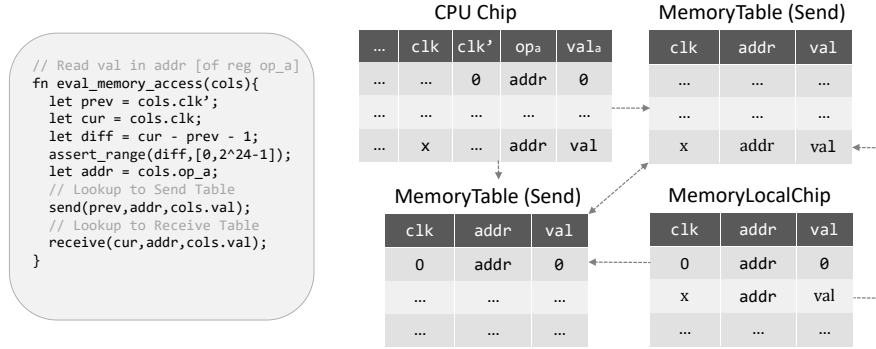 // Read val in addr [of reg op_a]
fn eval_memory_access(cols){
let prev = cols.clk’;
let cur = cols.clk;
let diff = cur - prev - 1;
assert_range(diff,[0,2^24-1]);
let addr = cols.op_a;
// Lookup to Send Table
send(prev,addr,cols.val);
// Lookup to Receive Table
receive(cur,addr,cols.val);
}
CPU Chip
… clk clk’ opa vala
… … 0 addr 0
… … … … …
… x … addr val
MemoryTable (Send)
clk addr val
… … …
… … …
x addr val
MemoryTable (Send)
clk addr val
0 addr 0
… … …
… … …
MemoryLocalChip
clk addr val
0 addr 0
x addr val
… … …